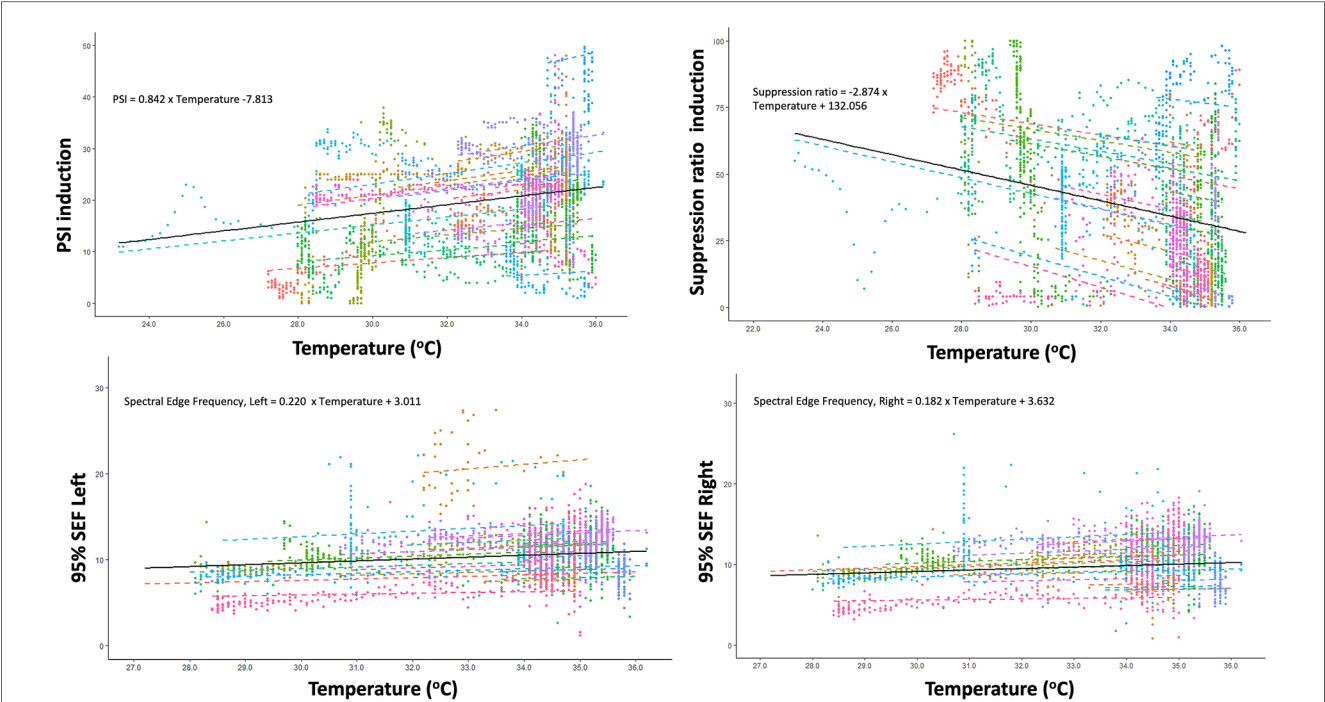 50
40
30
20
10
0
PSI induction
PSI = 0.842 x Temperature -7.813
24.0 26.0 28.0 30.0 32.0 34.0 36.0
Temperature (ºC)
100
75
50
25
0
Suppression ratio induction
Suppression ratio = -2.874 x
Temperature + 132.056
22.0 24.0 26.0 28.0 30.0 32.0 34.0 36.0
Temperature (ºC)
30
20
10
0
95% SEF Left
Spectral Edge Frequency, Left = 0.220 x Temperature + 3.011
27.0 28.0 29.0 30.0 31.0 32.0 33.0 34.0 35.0 36.0
Temperature (ºC)
30
20
10
0
95% SEF Right
Spectral Edge Frequency, Right = 0.182 x Temperature + 3.632
27.0 28.0 29.0 30.0 31.0 32.0 33.0 34.0 35.0 36.0
Temperature (ºC)